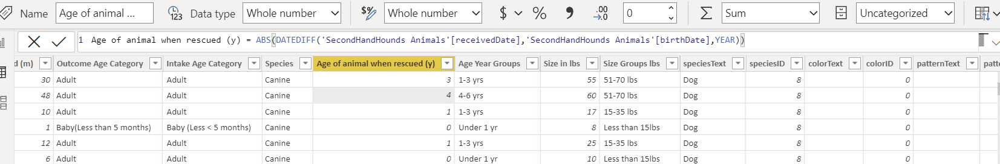 Name Age of animal ... 123 Data type Whole number $% Whole number $ % , .00 .0 0 Σ Sum Uncategorized
1 Age of animal when rescued (y) = ABS(DATEDIFF('SecondHandHounds Animals'[receivedDate],'SecondHandHounds Animals'[birthDate],YEAR))
d (m) Outcome Age Category Intake Age Category Species Age of animal when rescued (y) Age Year Groups Size in lbs Size Groups lbs speciesText speciesID colorText colorID patternText patte
30 Adult Adult Canine 3 1-3 yrs 55 51-70 lbs Dog 8 0
48 Adult Adult Canine 4 4-6 yrs 60 51-70 lbs Dog 8 0
10 Adult Adult Canine 1 1-3 yrs 17 15-35 lbs Dog 8 0
1 Baby(Less than 5 months) Baby (Less < 5 months) Canine 0 Under 1 yr 8 Less than 15lbs Dog 8 0
12 Adult Adult Canine 1 1-3 yrs 25 15-35 lbs Dog 8 0
6 Adult Adult Canine 0 Under 1 yr 10 Less than 15lbs Dog 8 0